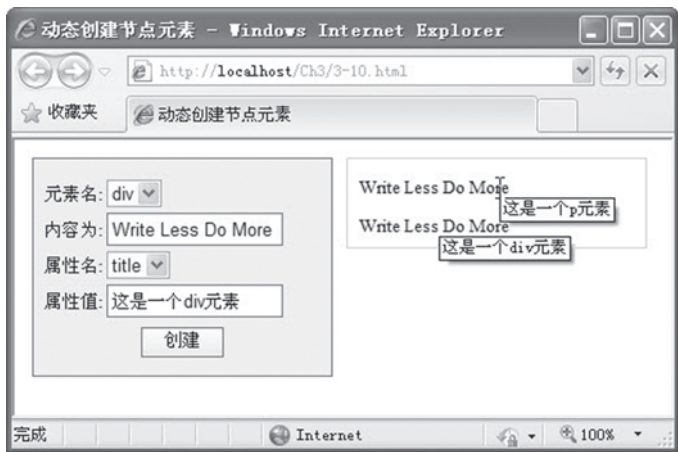 动态创建节点元素 - Windows Internet Explorer
http://localhost/Ch3/3-10.html
收藏夹
动态创建节点元素
元素名: div
内容为: Write Less Do More
属性名: title
属性值: 这是一个div元素
创建
Write Less Do More
这是一个p元素
Write Less Do More
这是一个div元素
完成
Internet
100%